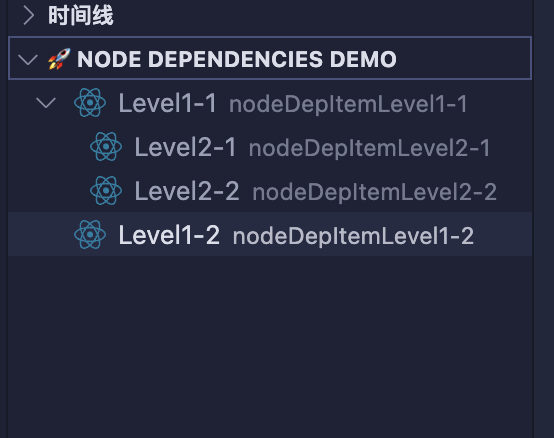 时间线
🚀 NODE DEPENDENCIES DEMO
Level1-1 nodeDepItemLevel1-1
Level2-1 nodeDepItemLevel2-1
Level2-2 nodeDepItemLevel2-2
Level1-2 nodeDepItemLevel1-2